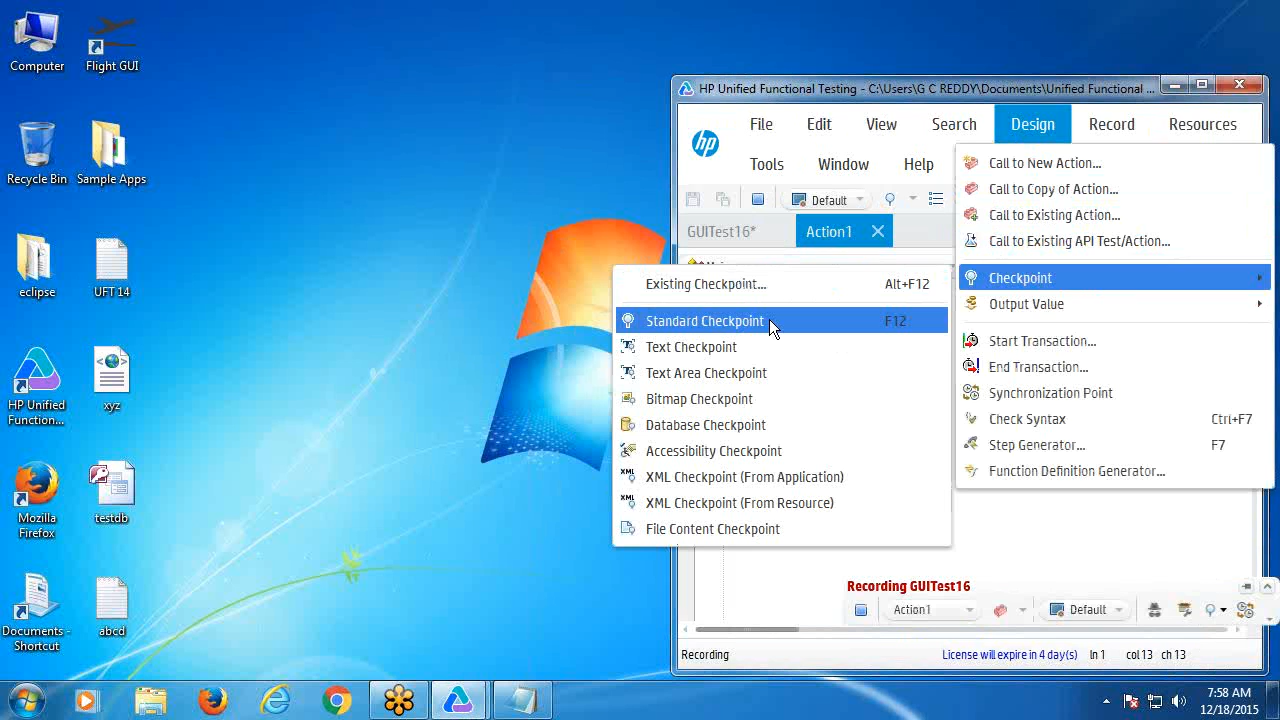 Computer
Flight GUI
Recycle Bin
Sample Apps
eclipse
UFT 14
HP Unified
Function...
xyz
Mozilla
Firefox
testdb
Documents -
Shortcut
abcd
HP Unified Functional Testing - C:\Users\G C REDDY\Documents\Unified Functional ...
hp
File Edit View Search Design Record Resources
Tools Window Help
Default
GUITest16* Action1
Call to New Action...
Call to Copy of Action...
Call to Existing Action...
Call to Existing API Test/Action...
Checkpoint
Output Value
Start Transaction...
End Transaction...
Synchronization Point
Check Syntax Ctrl+F7
Step Generator... F7
Function Definition Generator...
Existing Checkpoint... Alt+F12
Standard Checkpoint F12
Text Checkpoint
Text Area Checkpoint
Bitmap Checkpoint
Database Checkpoint
Accessibility Checkpoint
XML Checkpoint (From Application)
XML Checkpoint (From Resource)
File Content Checkpoint
Recording GUITest16
Action1 Default
Recording License will expire in 4 day(s) ln 1 col 13 ch 13
7:58 AM
12/18/2015